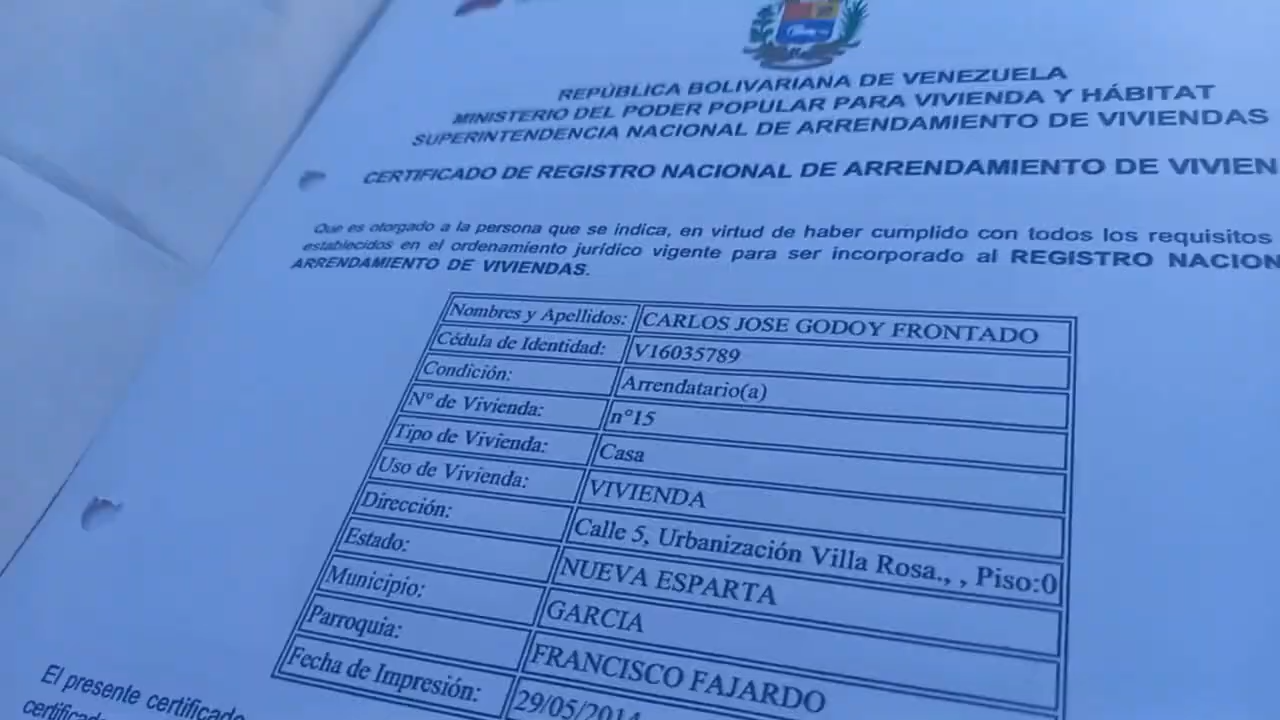 REPÚBLICA BOLIVARIANA DE VENEZUELA
MINISTERIO DEL PODER POPULAR PARA VIVIENDA Y HÁBITAT
SUPERINTENDENCIA NACIONAL DE ARRENDAMIENTO DE VIVIENDAS
CERTIFICADO DE REGISTRO NACIONAL DE ARRENDAMIENTO DE VIVIEN
Que es otorgado a la persona que se indica, en virtud de haber cumplido con todos los requisitos
establecidos en el ordenamiento jurídico vigente para ser incorporado al REGISTRO NACION
ARRENDAMIENTO DE VIVIENDAS.
Nombres y Apellidos: CARLOS JOSE GODOY FRONTADO
Cédula de Identidad: V16035789
Condición: Arrendatario(a)
N° de Vivienda: n°15
Tipo de Vivienda: Casa
Uso de Vivienda: VIVIENDA
Dirección: Calle 5, Urbanización Villa Rosa., , Piso:0
Estado: NUEVA ESPARTA
Municipio: GARCIA
Parroquia: FRANCISCO FAJARDO
Fecha de Impresión: 29/05/2014
El presente certificado
certificado